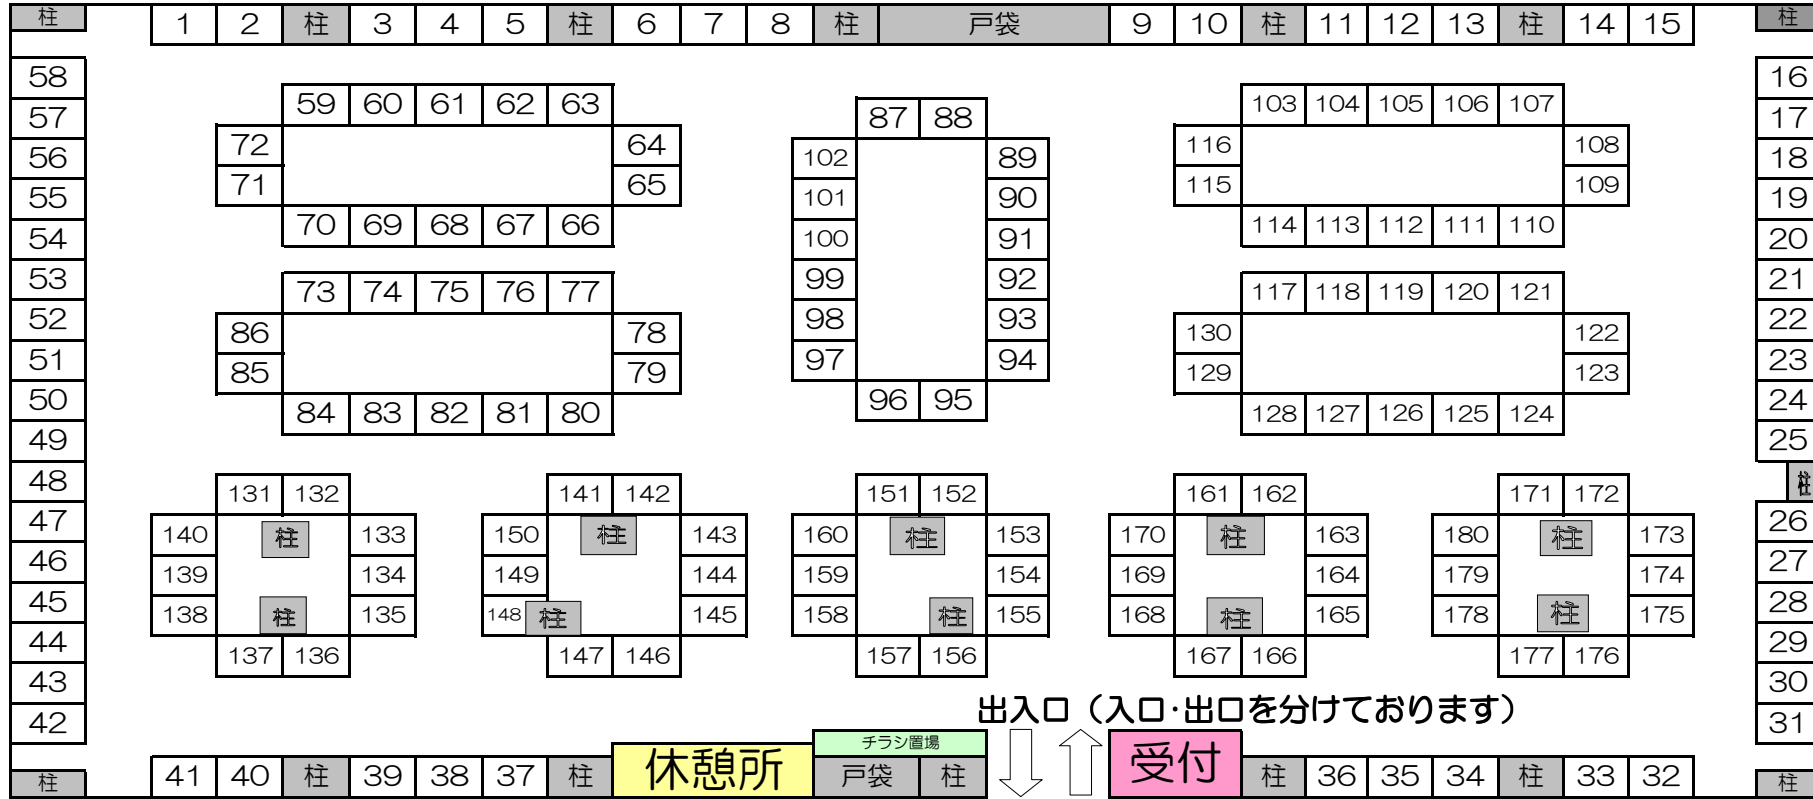 柱 1 2 柱 3 4 5 柱 6 7 8 柱 戸袋 9 10 柱 11 12 13 柱 14 15 柱
58 16
59 60 61 62 63 87 88 103 104 105 106 107
57 17
72 64 102 89 116 108
56 18
71 65 101 90 115 109
55 19
70 69 68 67 66 100 91 114 113 112 111 110
54 20
53 99 92 21
73 74 75 76 77 117 118 119 120 121
52 98 93 22
86 78 130 122
51 97 94 23
85 79 129 123
50 96 95 24
84 83 82 81 80 128 127 126 125 124
49 25
48 柱
131 132 141 142 151 152 161 162 171 172
47 26
140 柱 133 150 柱 143 160 柱 153 170 柱 163 180 柱 173
46 27
139 134 149 144 159 154 169 164 179 174
45 28
138 柱 135 148 柱 145 158 柱 155 168 柱 165 178 柱 175
44 29
137 136 147 146 157 156 167 166 177 176
43 30
42 31
出入口（入口・出口を分けております）
チラシ置場
柱 41 40 柱 39 38 37 柱 休憩所 戸袋 柱 受付 柱 36 35 34 柱 33 32 柱